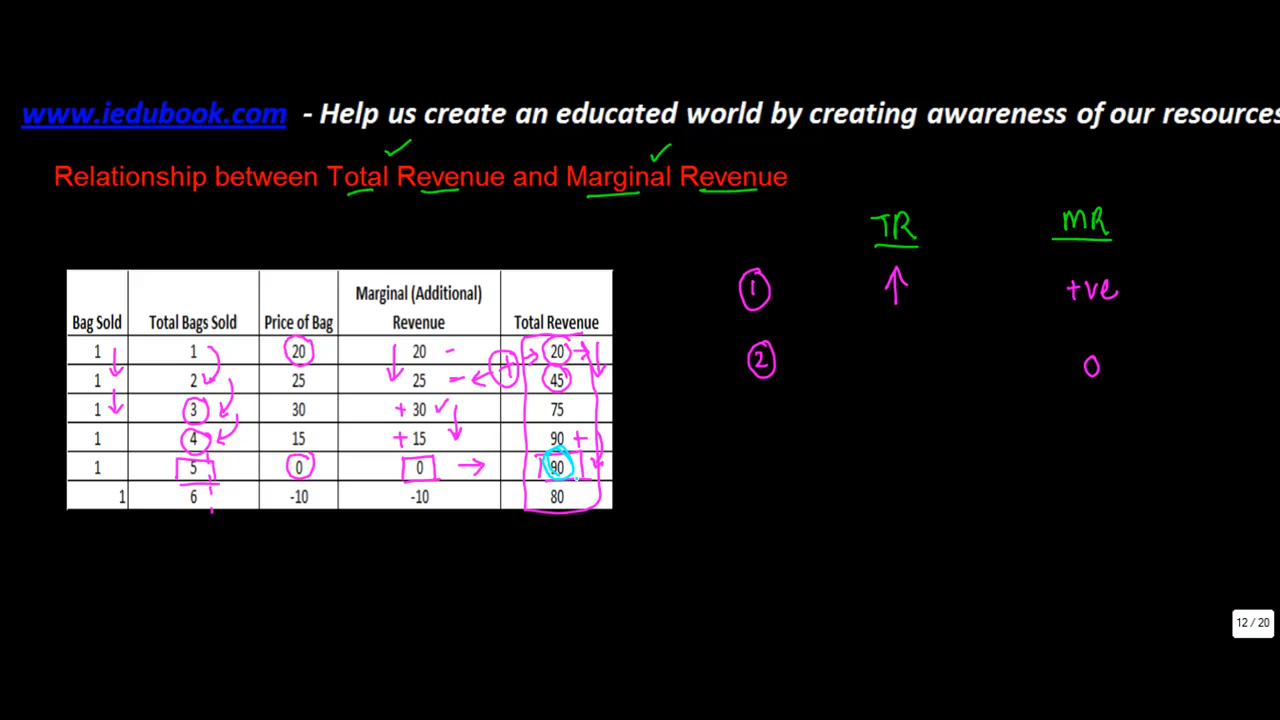 www.iedubook.com - Help us create an educated world by creating awareness of our resources
Relationship between Total Revenue and Marginal Revenue
TR MR
① ↑ +ve
② 0
Bag Sold Total Bags Sold Price of Bag Marginal (Additional) Revenue Total Revenue
1 1 20 20 - 20
1 2 25 25 - 45
1 3 30 + 30 ✓ 75
1 4 15 + 15 90 +
1 5 0 0 → 90
1 6 -10 -10 80
+
12 / 20